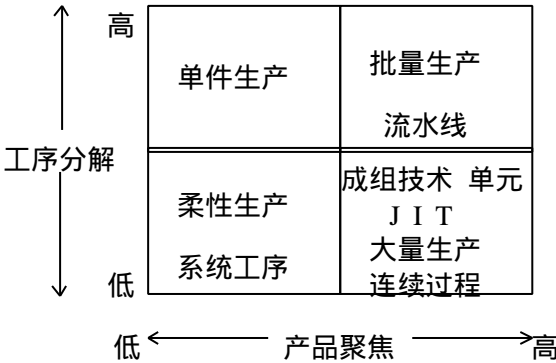 高
单件生产
批量生产
流水线
工序分解
柔性生产
系统工序
成组技术 单元
J I T
大量生产
连续过程
低
低 产品聚焦 高